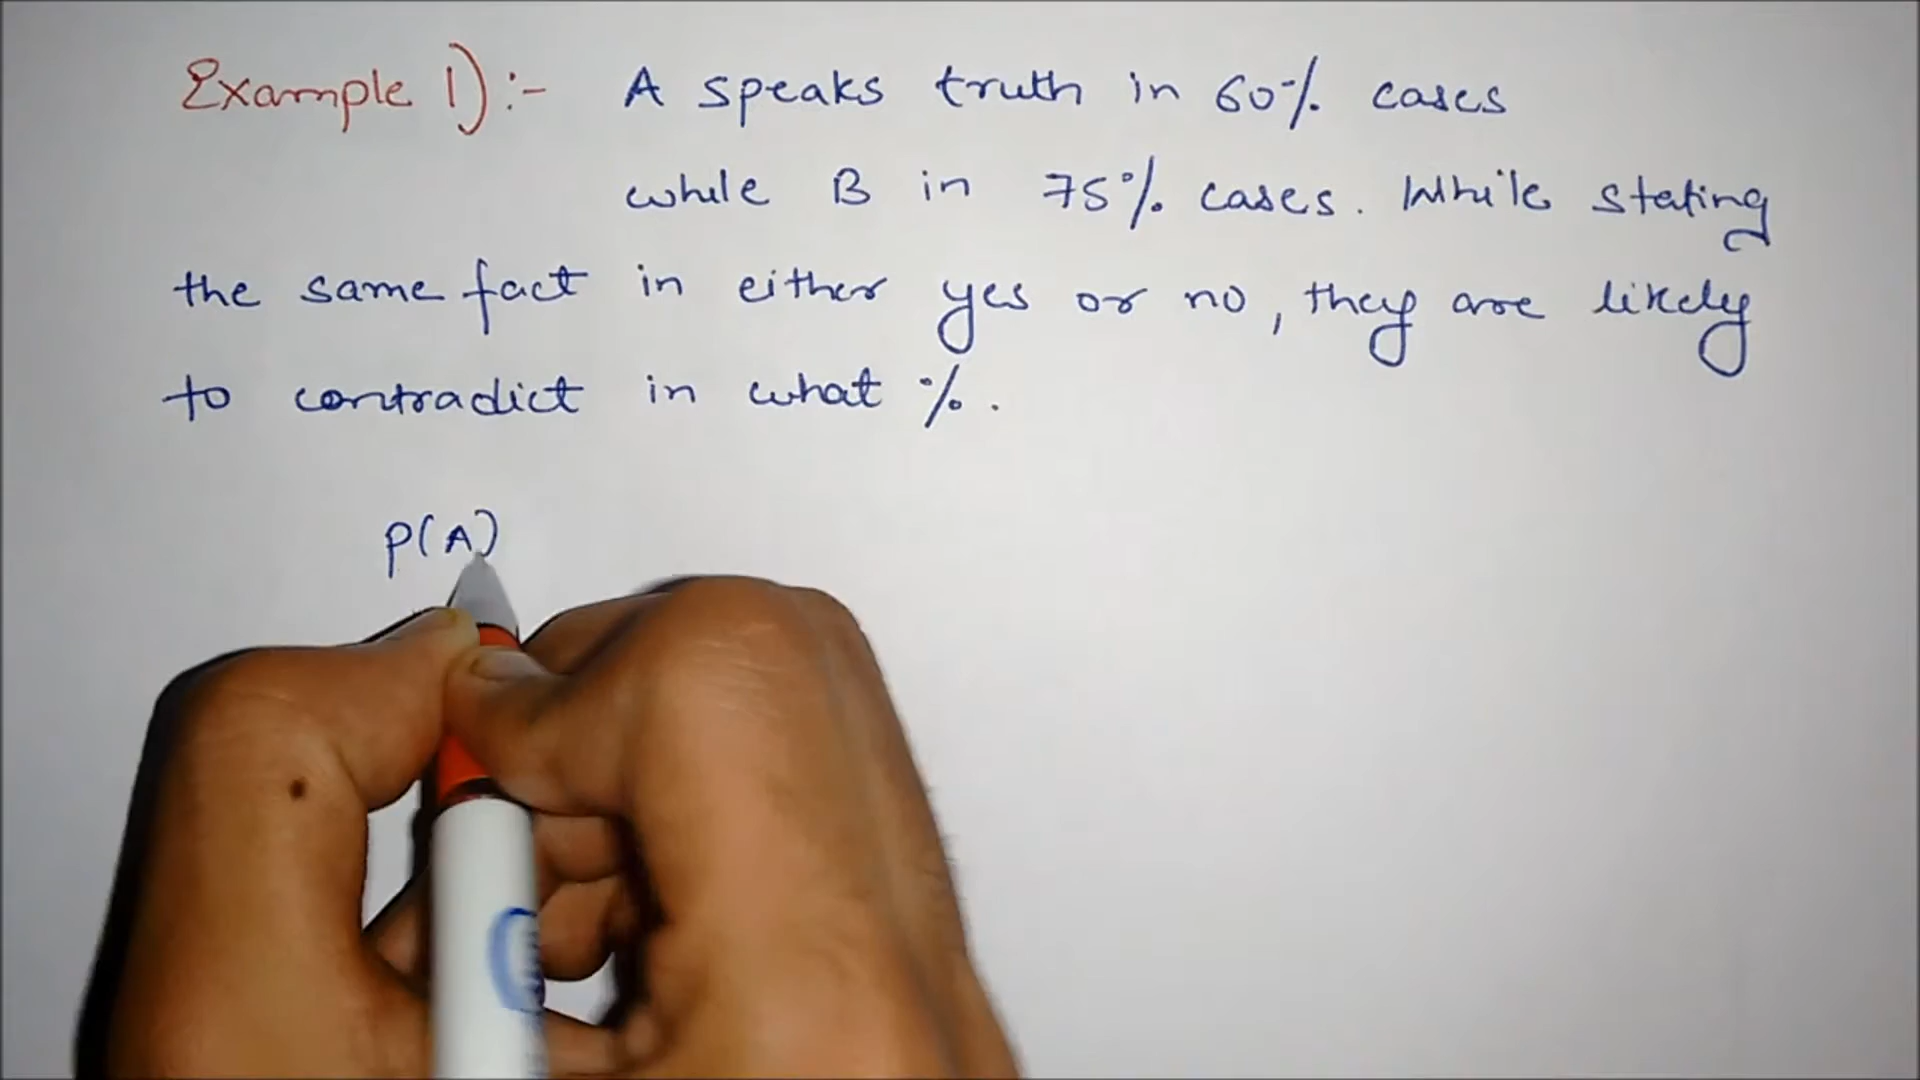 Example 1):- A speaks truth in 60% cases
while B in 75% cases. While stating
the same fact in either yes or no, they are likely
to contradict in what %.
P(A)